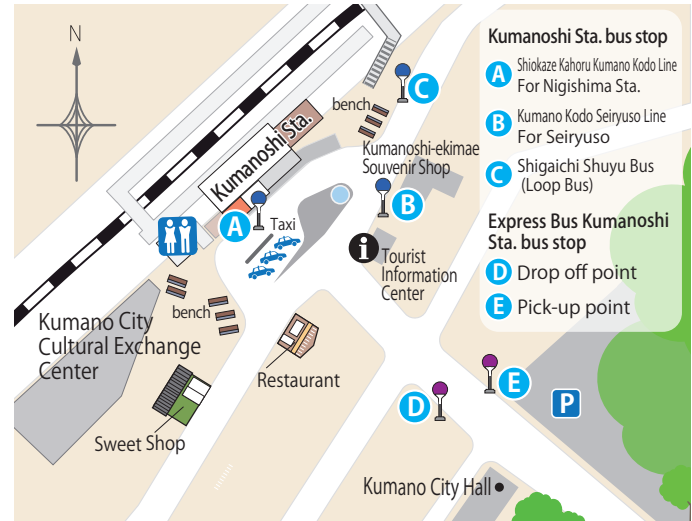 N
Kumanoshi Sta. bus stop
A Shiokaze Kahoru Kumano Kodo Line
For Nigishima Sta.
B Kumano Kodo Seiryuso Line
For Seiryuso
C Shigaichi Shuyu Bus
(Loop Bus)
Express Bus Kumanoshi
Sta. bus stop
D Drop off point
E Pick-up point
C
bench
Kumanoshi Sta.
Kumanoshi-ekimae
Souvenir Shop
A
Taxi
B
i
Tourist
Information
Center
bench
Kumano City
Cultural Exchange
Center
Restaurant
Sweet Shop
D
E
P
Kumano City Hall